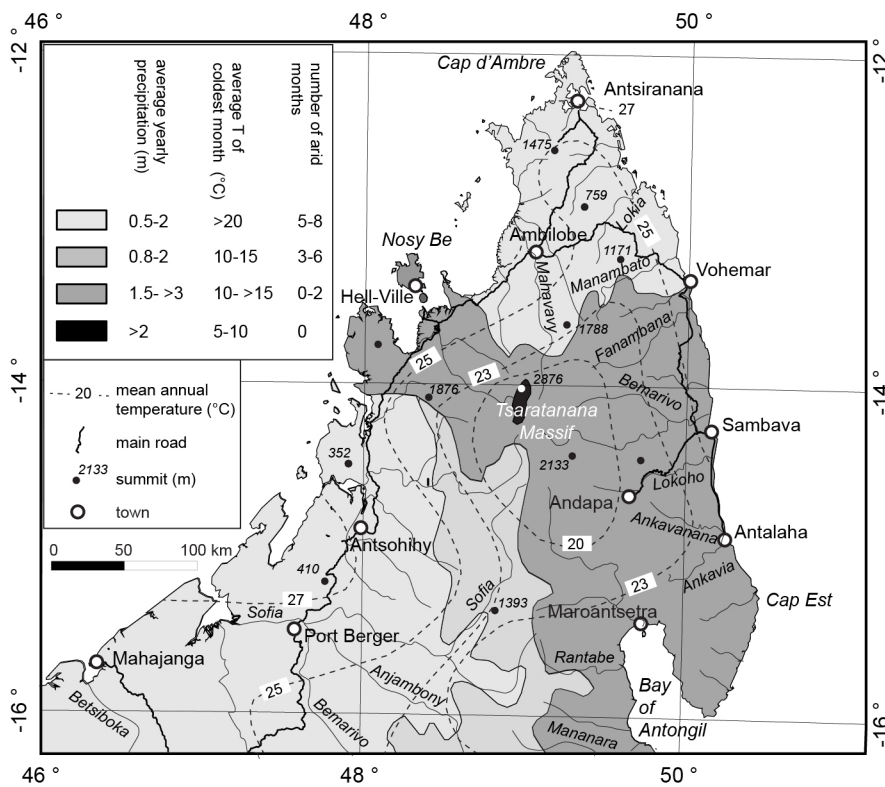 46 °
48 °
50 °
-12 °
-12 °
-14 °
-14 °
-16 °
-16 °
46 °
48 °
50 °
average yearly
precipitation (m)
average T of
coldest month (°C)
number of arid
months
0.5-2 >20 5-8
0.8-2 10-15 3-6
1.5- >3 10- >15 0-2
>2 5-10 0
20 mean annual
temperature (°C)
main road
2133 summit (m)
town
0 50 100 km
Cap d'Ambre
Antsiranana
27
1475
759
Lokia
25
Nosy Be
Ambilobe
1171
Manambato
Vohemar
Hell-Ville
Mahavavy
1788
Fanambana
25
23
1876
2876
Bemarivo
Tsaratanana
Massif
Sambava
352
2133
Lokoho
Andapa
Ankavanana
Antalaha
Antsohihy
20
410
Ankavia
23
27
Sofia
Sofia
1393
Cap Est
Maroantsetra
Port Berger
Mahajanga
Rantabe
25
Anjambony
Bay
of
Antongil
Betsiboka
Bemarivo
Mananara